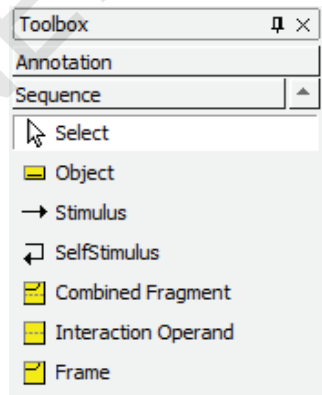 Toolbox
Annotation
Sequence
Select
Object
Stimulus
SelfStimulus
Combined Fragment
Interaction Operand
Frame